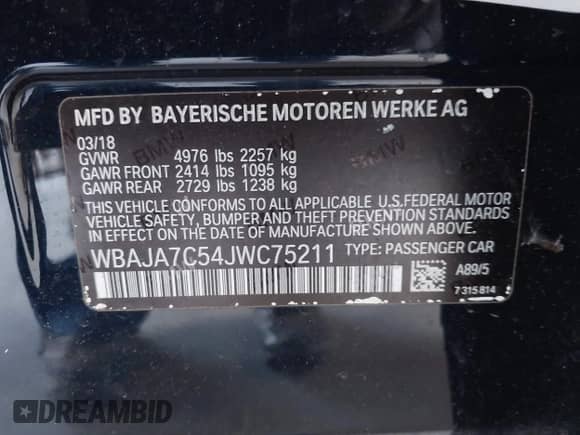 MFD BY BAYERISCHE MOTOREN WERKE AG
03/18
GVWR 4976 lbs 2257 kg
GAWR FRONT 2414 lbs 1095 kg
GAWR REAR 2729 lbs 1238 kg
THIS VEHICLE CONFORMS TO ALL APPLICABLE U.S.FEDERAL MOTOR
VEHICLE SAFETY, BUMPER AND THEFT PREVENTION STANDARDS
IN EFFECT ON THE DATE OF MANUFACTURE SHOWN ABOVE.
WBAJA7C54JWC75211 TYPE: PASSENGER CAR
A89/5
7315814
BMW
BMW
DREAMBID